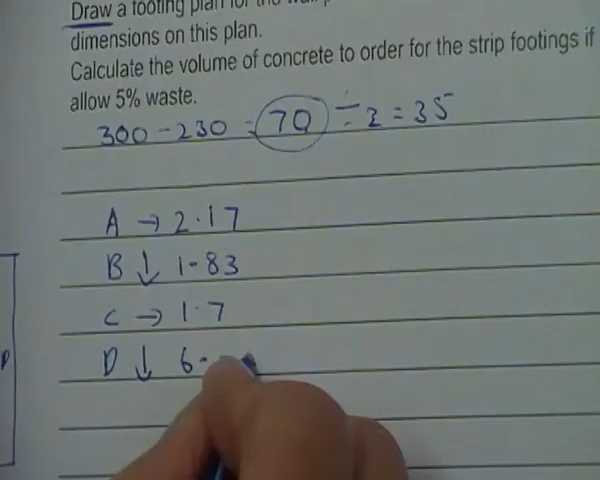 Draw a footing plan for the wall
dimensions on this plan.
Calculate the volume of concrete to order for the strip footings if
allow 5% waste.
300 - 230 = 70 ÷ 2 = 35
A → 2.17
B ↓ 1-83
C → 1.7
D ↓ 6.
D